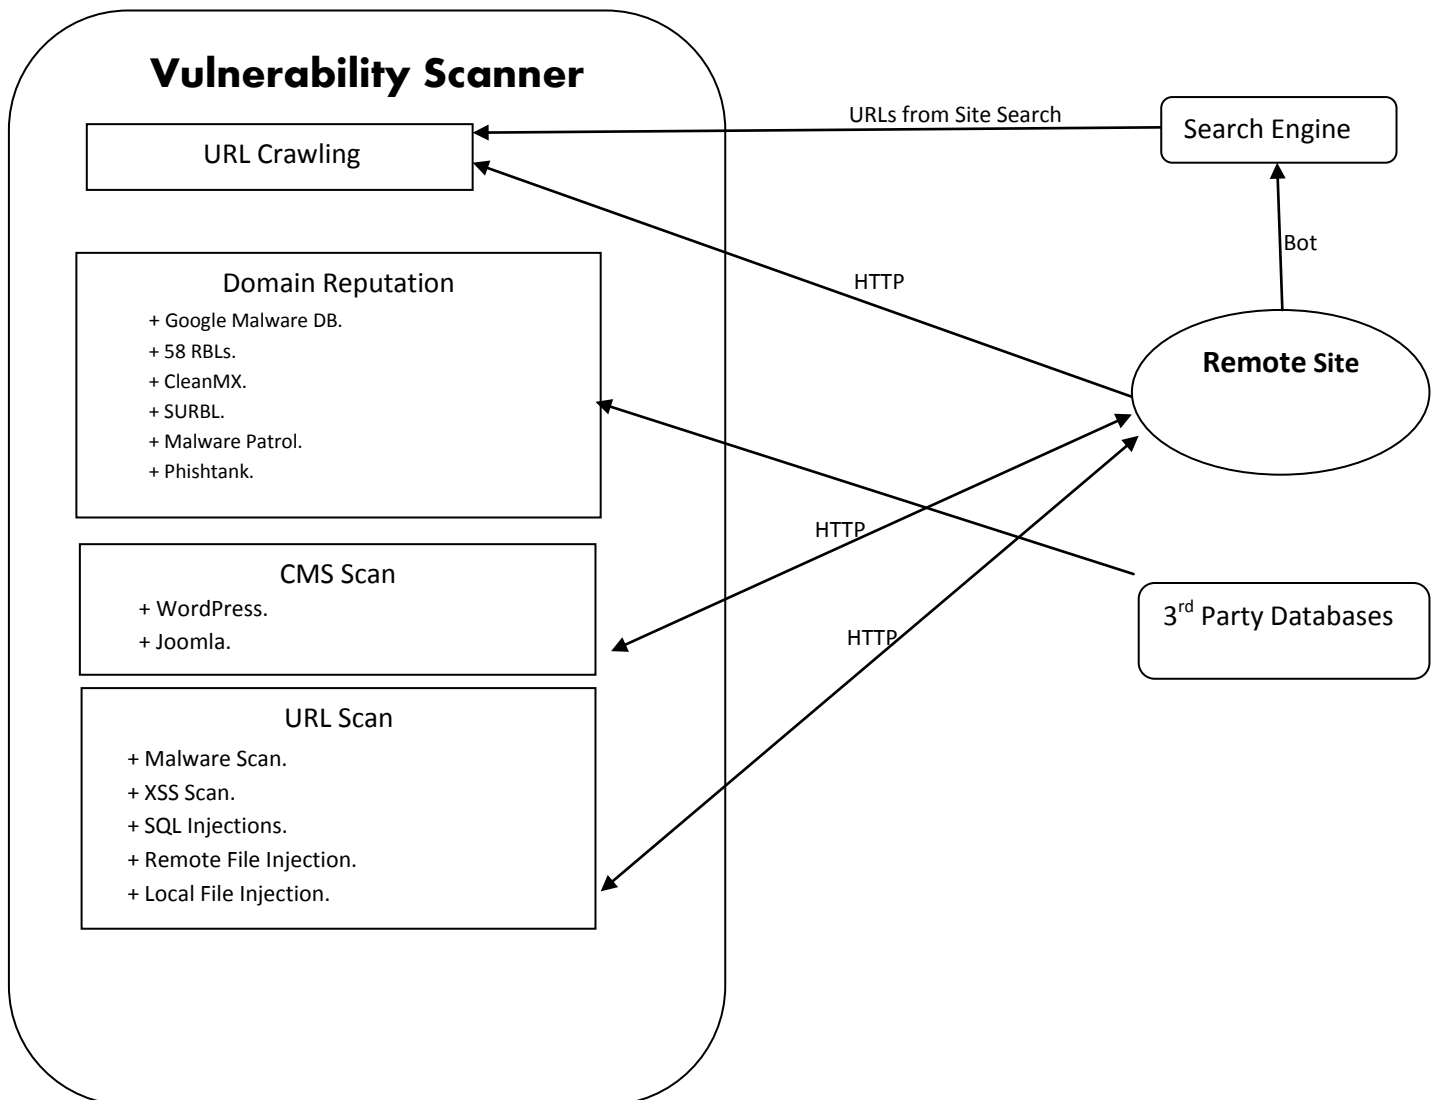 Vulnerability Scanner
URL Crawling
URLs from Site Search
Search Engine
Bot
HTTP
Remote Site
Domain Reputation
+ Google Malware DB.
+ 58 RBLs.
+ CleanMX.
+ SURBL.
+ Malware Patrol.
+ Phishtank.
HTTP
CMS Scan
+ WordPress.
+ Joomla.
3rd Party Databases
HTTP
URL Scan
+ Malware Scan.
+ XSS Scan.
+ SQL Injections.
+ Remote File Injection.
+ Local File Injection.